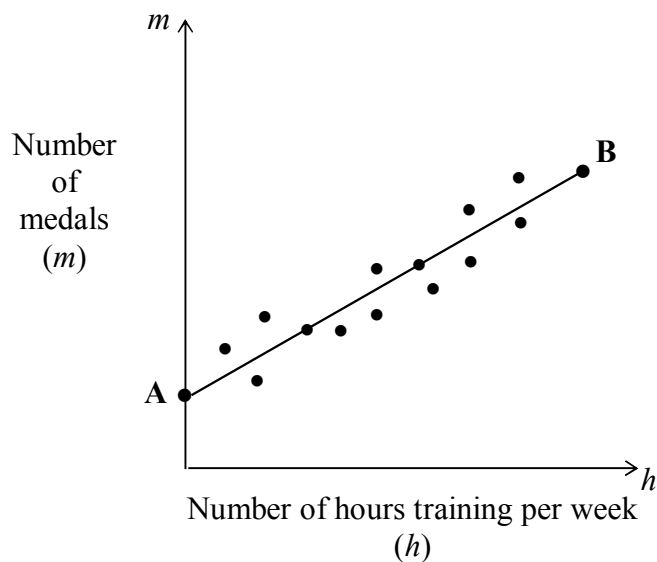 m
Number
of
medals
(m)
B
A
h
Number of hours training per week
(h)